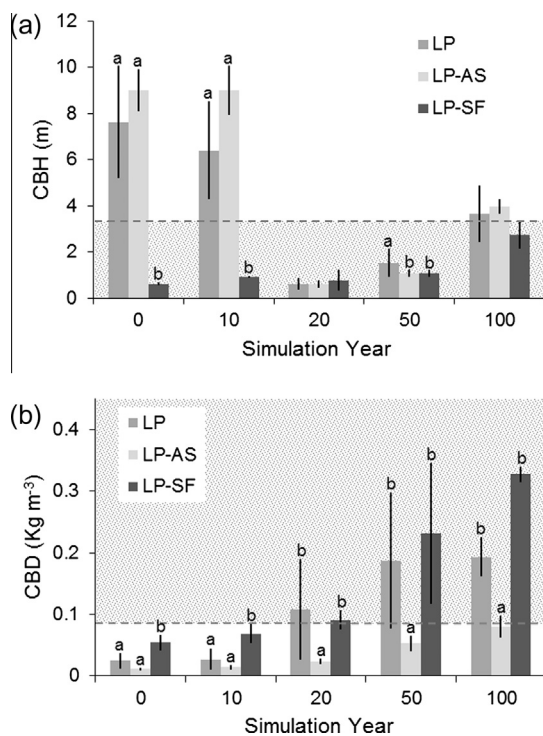 (a)
12
10
8
6
4
2
0
CBH (m)
LP
LP-AS
LP-SF
a a b
a a b
a b b
0 10 20 50 100
Simulation Year
(b)
0.4
0.3
0.2
0.1
0
CBD (Kg m-3)
LP
LP-AS
LP-SF
a a b
a a b
b a b
b a b
b a b
0 10 20 50 100
Simulation Year